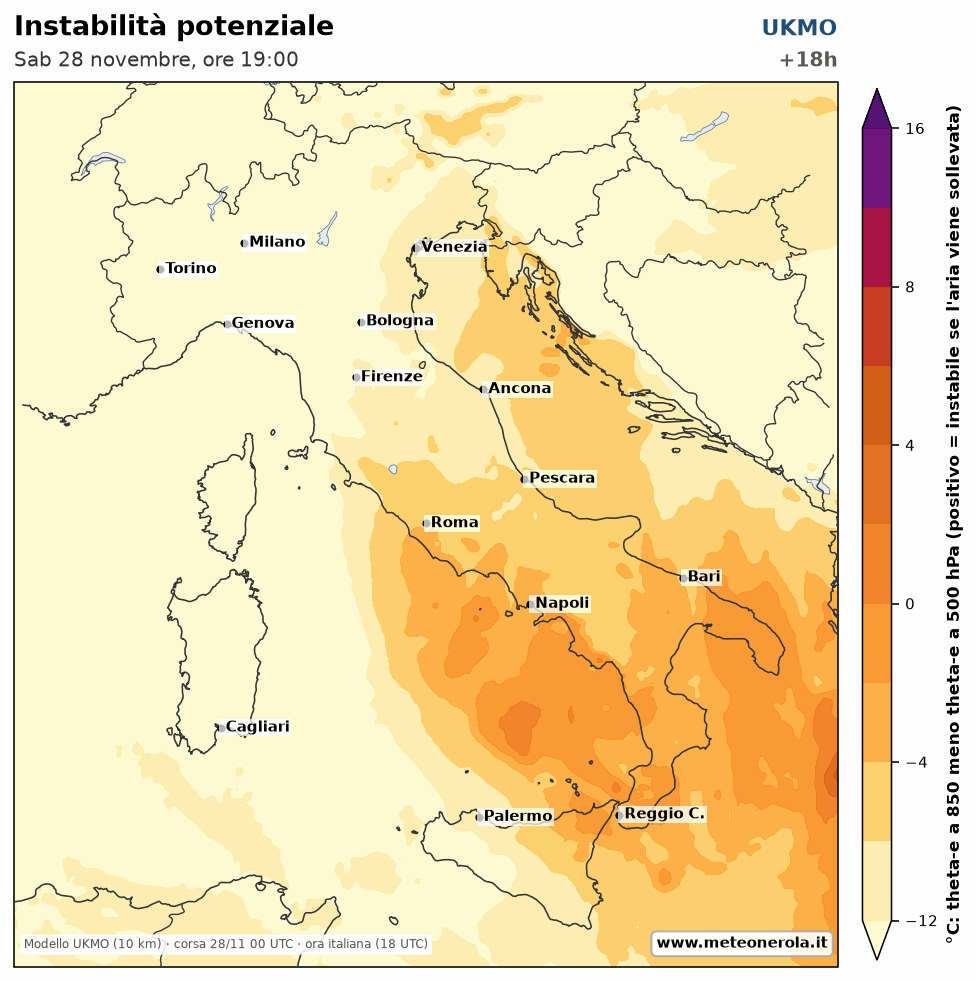 Instabilità potenziale
UKMO
Sab 28 novembre, ore 19:00
+18h
Milano
Venezia
Torino
Genova
Bologna
Firenze
Ancona
Pescara
Roma
Bari
Napoli
Cagliari
Palermo
Reggio C.
16
8
4
0
−4
−12
°C: theta-e a 850 meno theta-e a 500 hPa (positivo = instabile se l'aria viene sollevata)
Modello UKMO (10 km) · corsa 28/11 00 UTC · ora italiana (18 UTC)
www.meteonerola.it